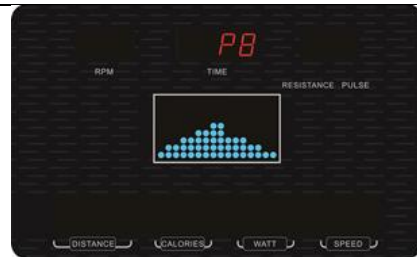 P8
RPM TIME
RESISTANCE PULSE
DISTANCE CALORIES WATT SPEED